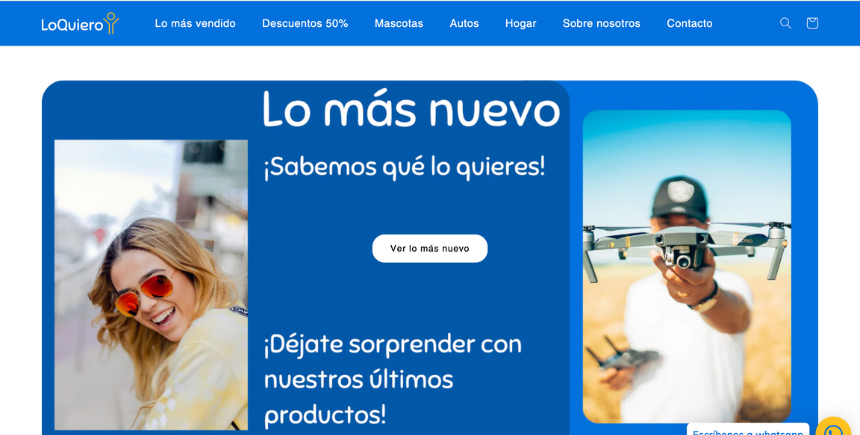 LoQuiero
Lo más vendido
Descuentos 50%
Mascotas
Autos
Hogar
Sobre nosotros
Contacto
Lo más nuevo
¡Sabemos qué lo quieres!
Ver lo más nuevo
¡Déjate sorprender con
nuestros últimos
productos!
Escríbenos a whatsapp